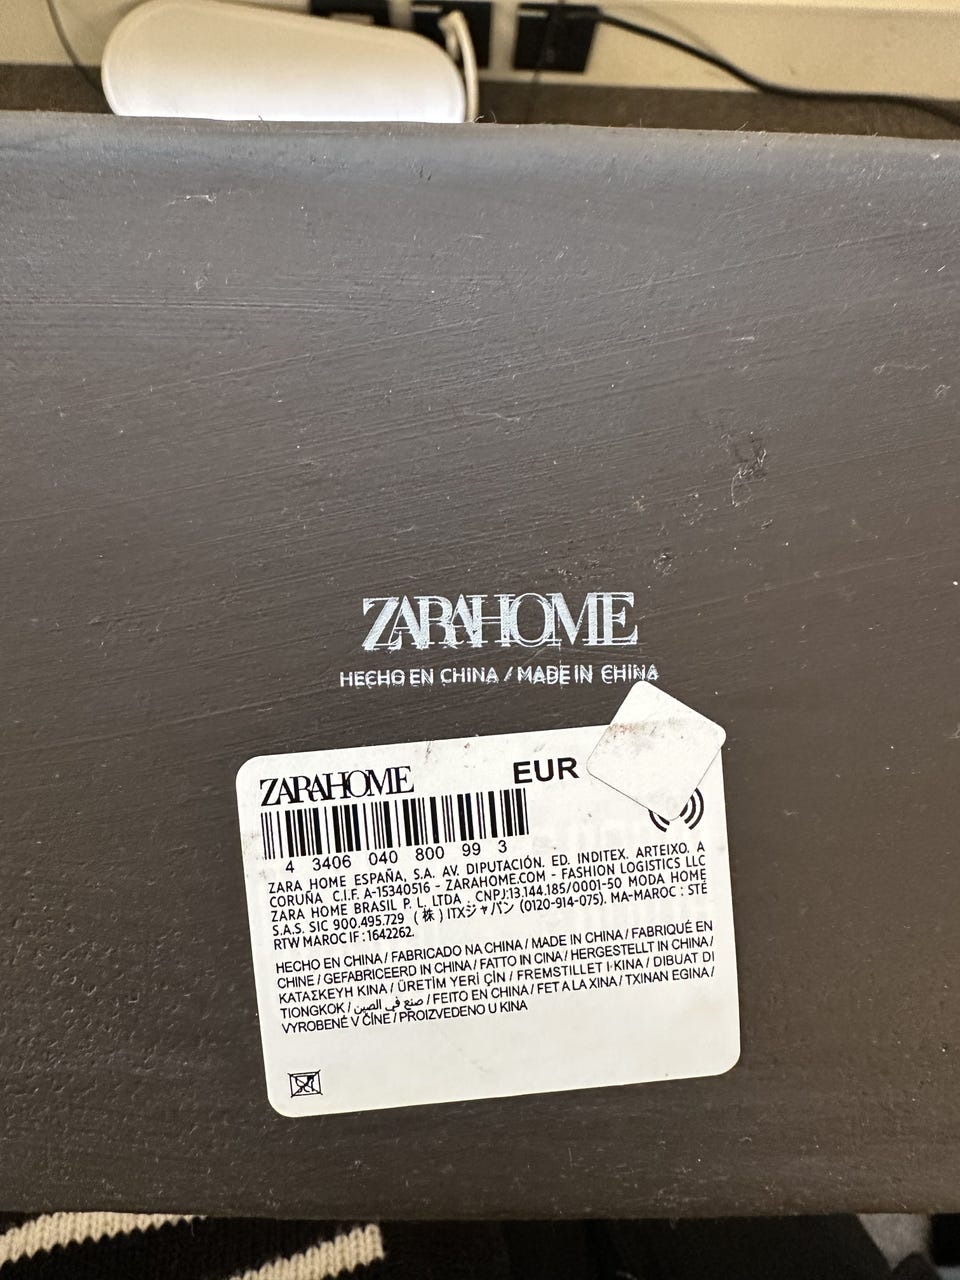 ZARAHOME
HECHO EN CHINA / MADE IN CHINA
ZARAHOME EUR
4 3406 040 800 99 3
ZARA HOME ESPAÑA, S.A. AV. DIPUTACIÓN. ED. INDITEX. ARTEIXO. A
CORUÑA C.I.F. A-15340516 - ZARAHOME.COM - FASHION LOGISTICS LLC
ZARA HOME BRASIL P. L. LTDA . CNPJ:13.144.185/0001-50 MODA HOME
S.A.S. SIC 900.495.729 (株) ITXジャパン (0120-914-075). MA-MAROC : STÉ
RTW MAROC IF : 1642262.
HECHO EN CHINA / FABRICADO NA CHINA / MADE IN CHINA / FABRIQUÉ EN
CHINE / GEFABRICEERD IN CHINA / FATTO IN CINA / HERGESTELLT IN CHINA /
ΚΑΤΑΣΚΕΥΗ ΚΙΝΑ / ÜRETİM YERİ ÇİN / FREMSTILLET I KINA / DIBUAT DI
TIONGKOK / صنع في الصين / FEITO EN CHINA / FET A LA XINA / TXINAN EGINA /
VYROBENÉ V ČÍNE / PROIZVEDENO U KINA